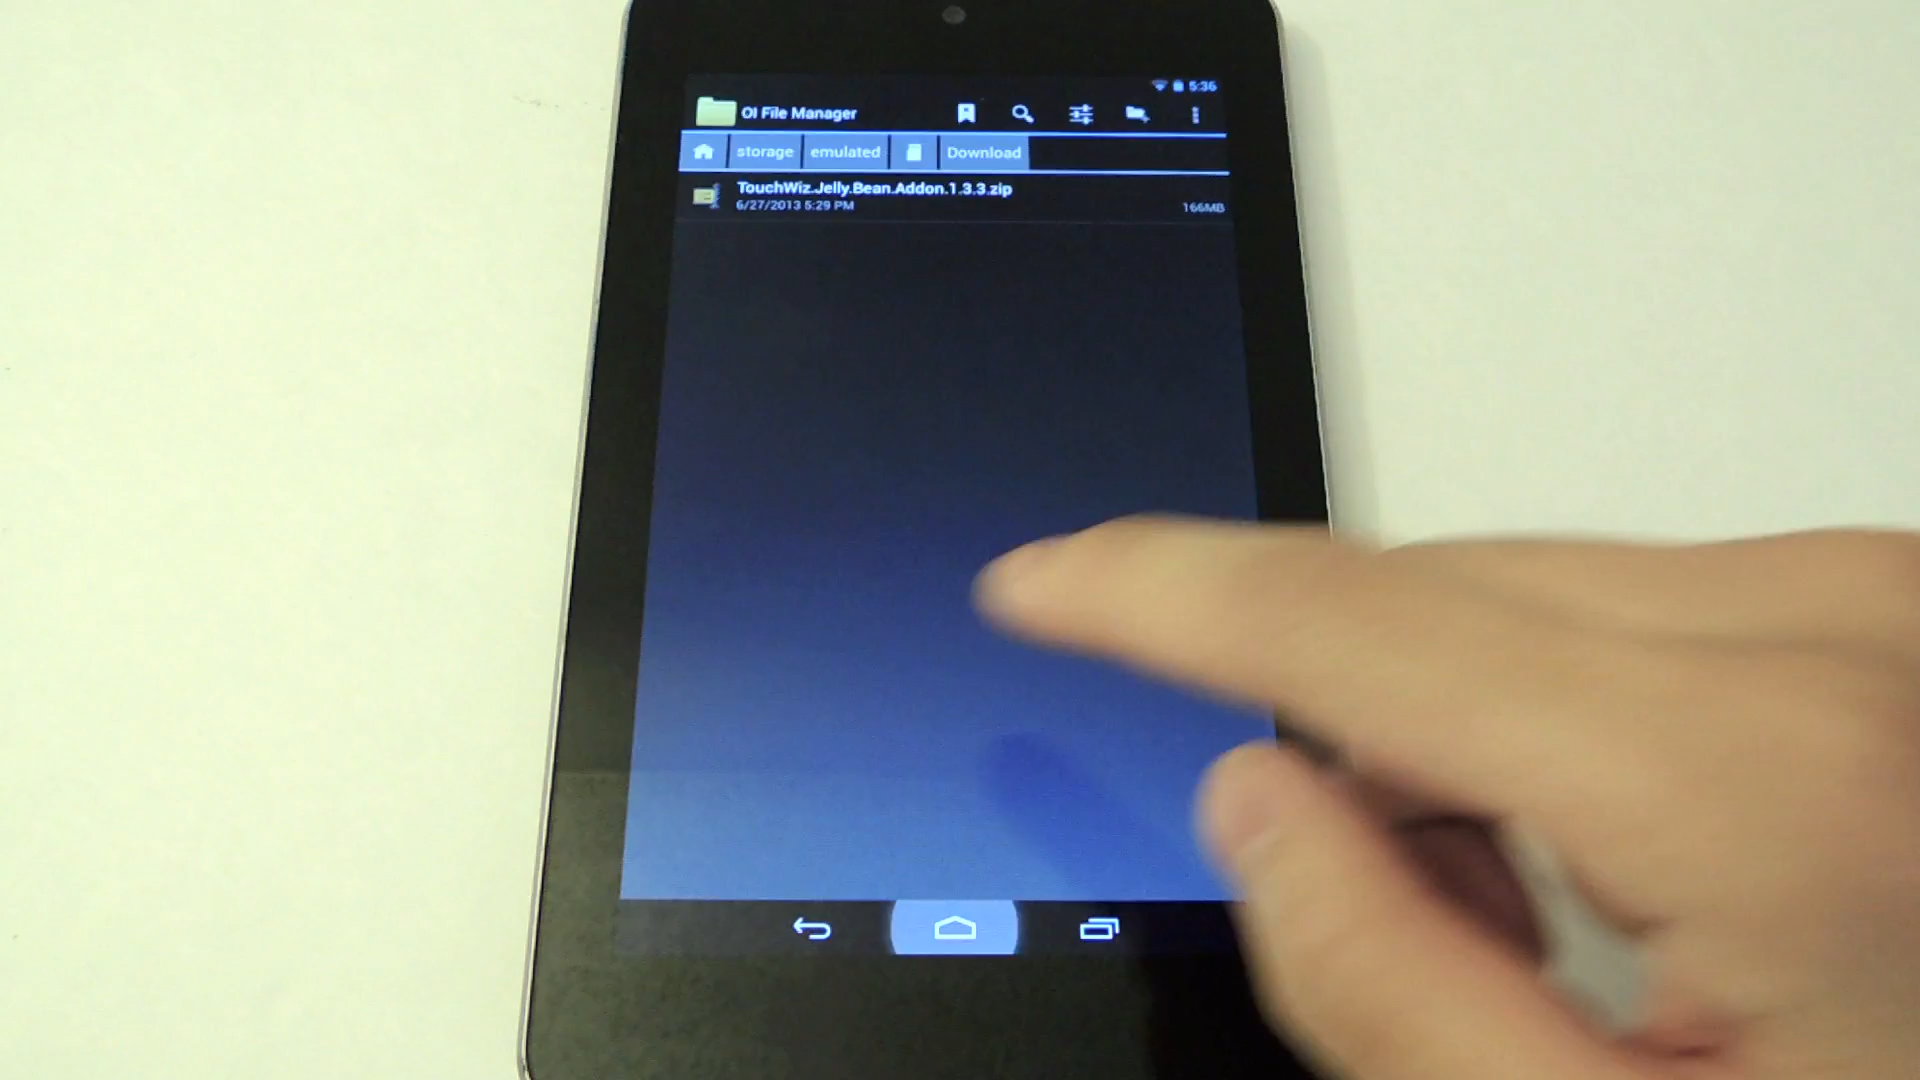 5:36
OI File Manager
storage emulated Download
TouchWiz.Jelly.Bean.Addon.1.3.3.zip
6/27/2013 5:29 PM
166MB